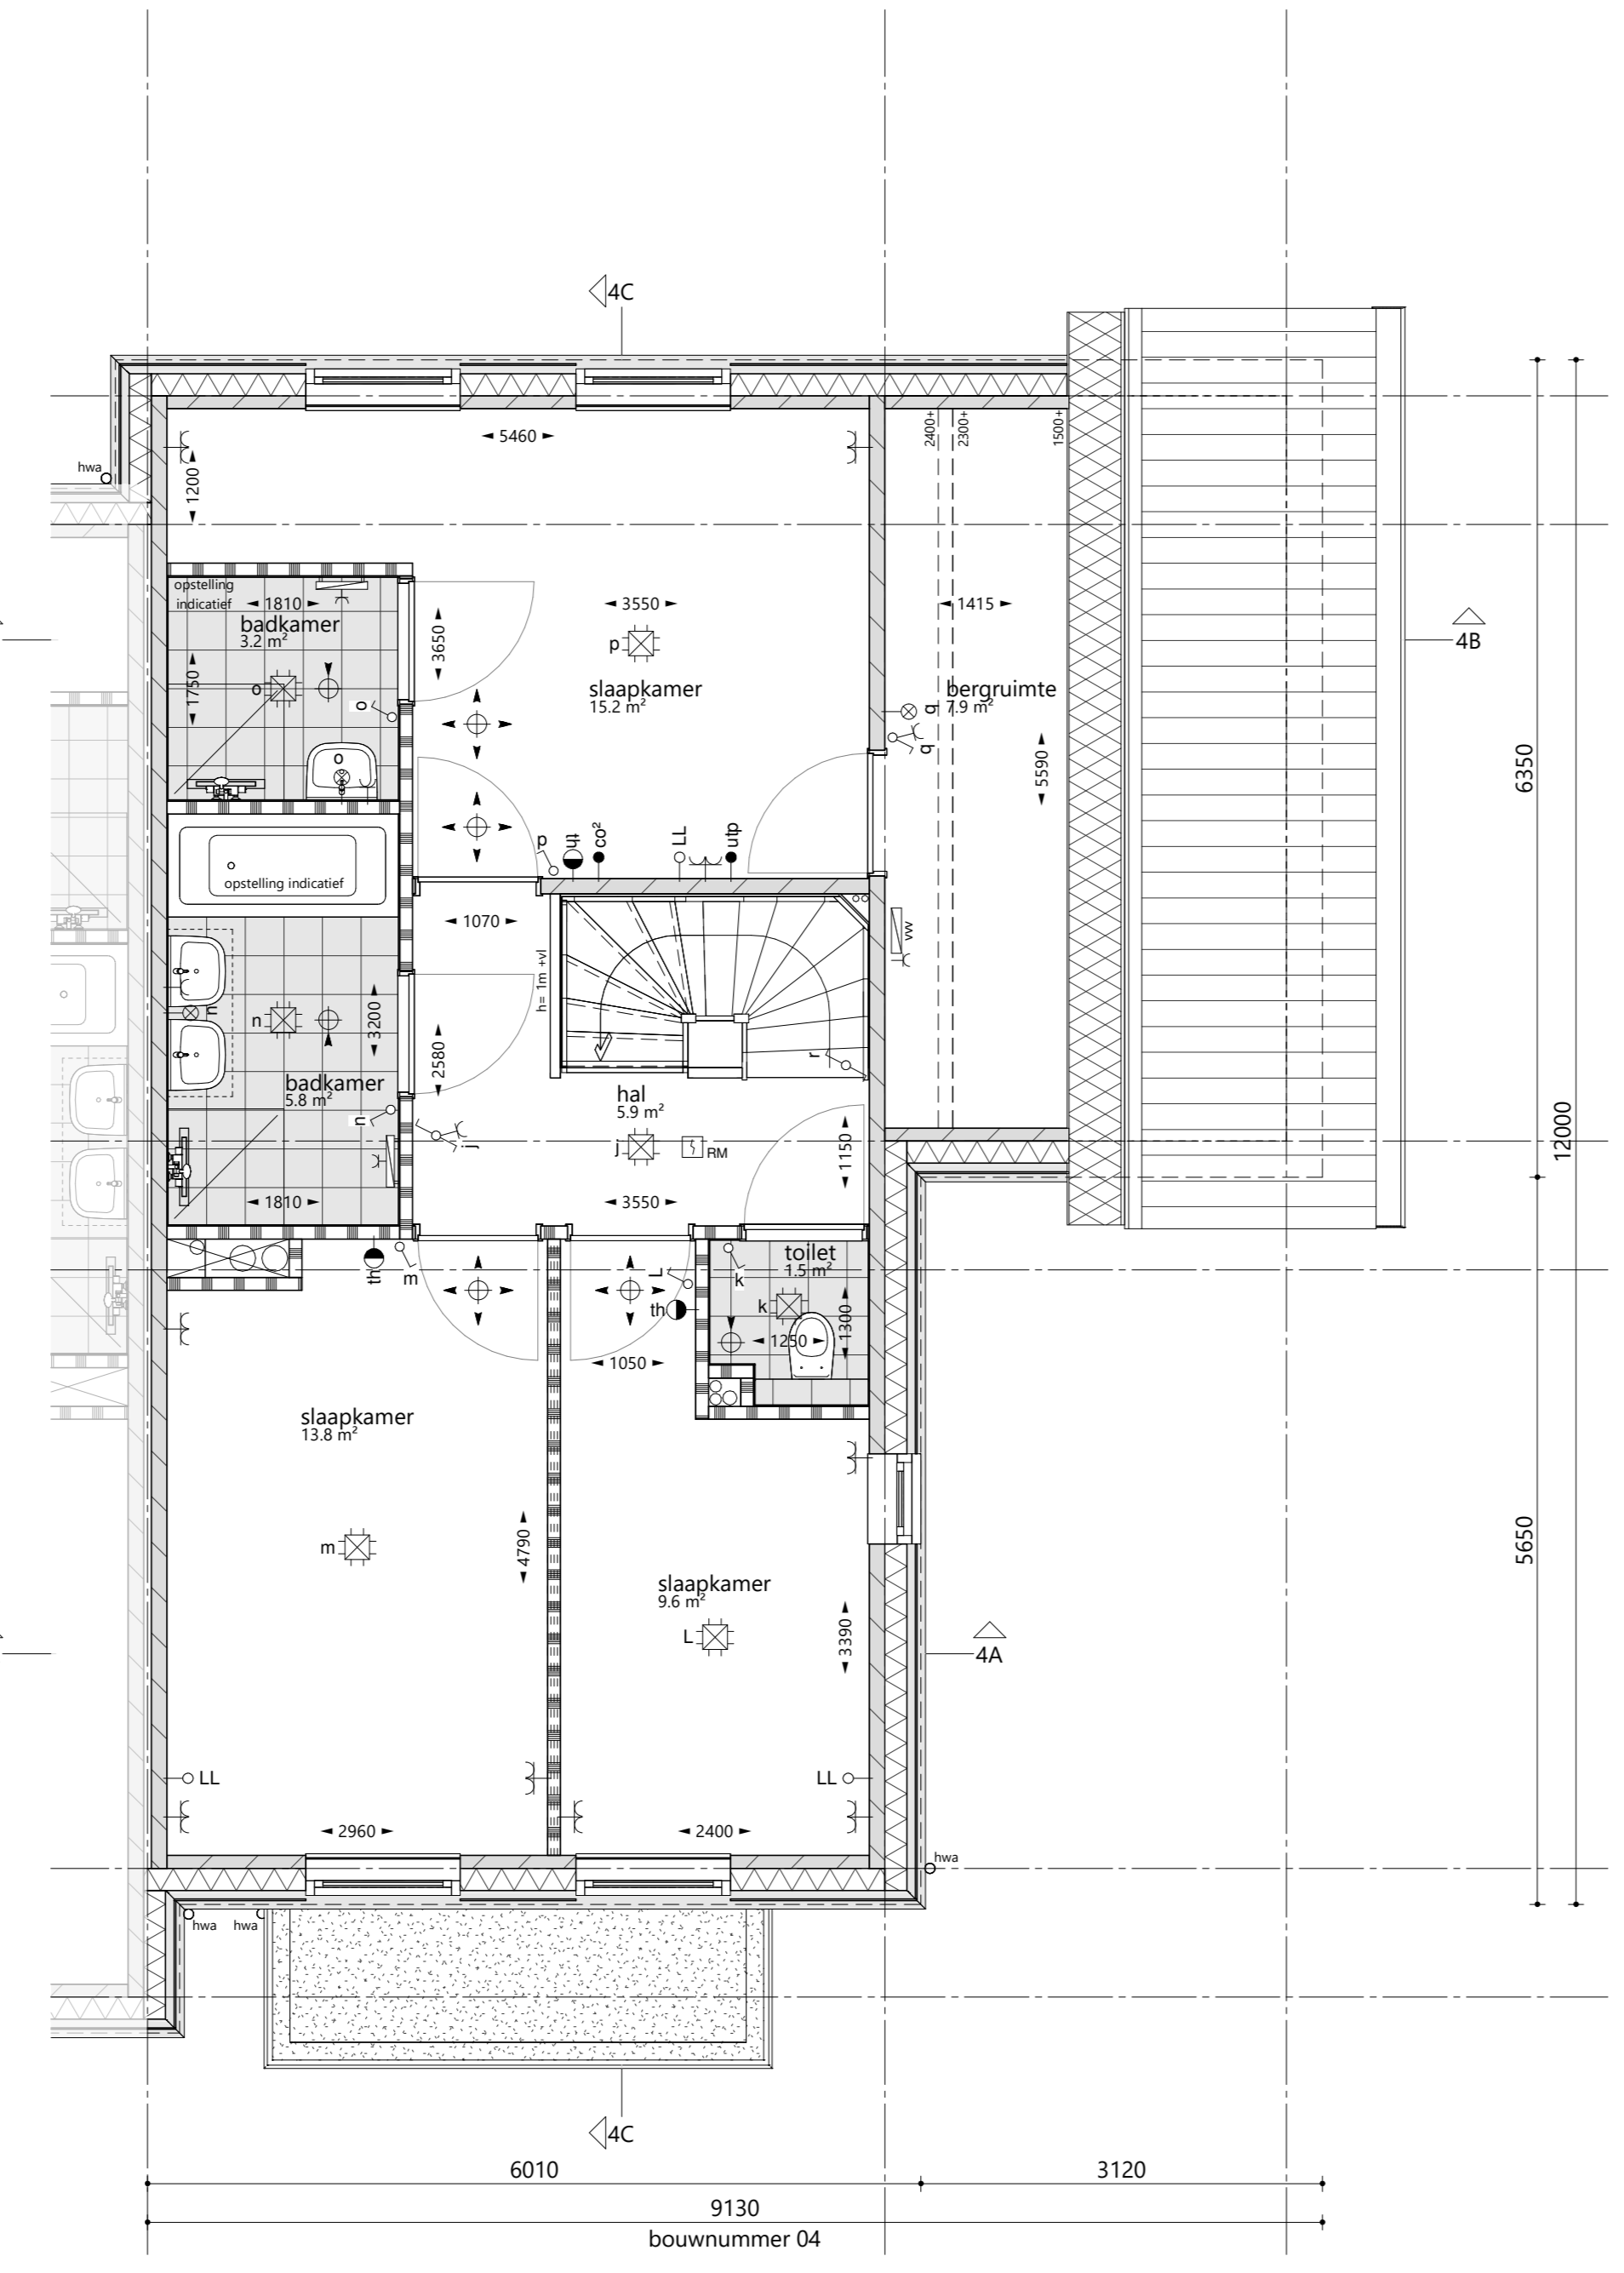 4C
5460
2400+
2300+
1500+
hwa
1200
opstelling
indicatief
1810
badkamer
3.2 m²
3650
3550
p
slaapkamer
15.2 m²
1415
bergruimte
7.9 m²
4B
1750
o
o
o
q
q
5590
6350
p
th
co²
LL
utp
opstelling indicatief
1070
h= 1m +vl
vw
n
n
3200
2580
badkamer
5.8 m²
n
r
hal
5.9 m²
j
j
RM
1150
12000
1810
3550
th
m
L
th
k
toilet
1.5 m²
k
1250
1300
1050
slaapkamer
13.8 m²
m
4790
slaapkamer
9.6 m²
L
3390
4A
5650
LL
LL
2960
2400
hwa
hwa
hwa
4C
6010
3120
9130
bouwnummer 04